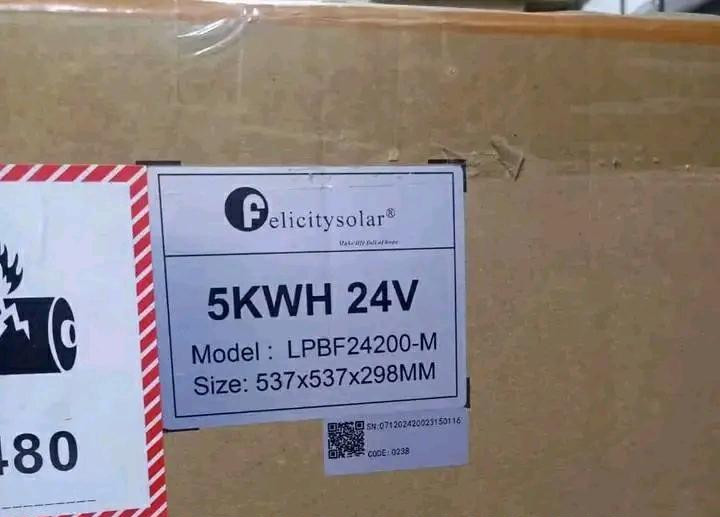 Felicitysolar®
Make life full of hope
5KWH 24V
Model : LPBF24200-M
Size: 537x537x298MM
SN:071202420023150116
CODE: 0238
480